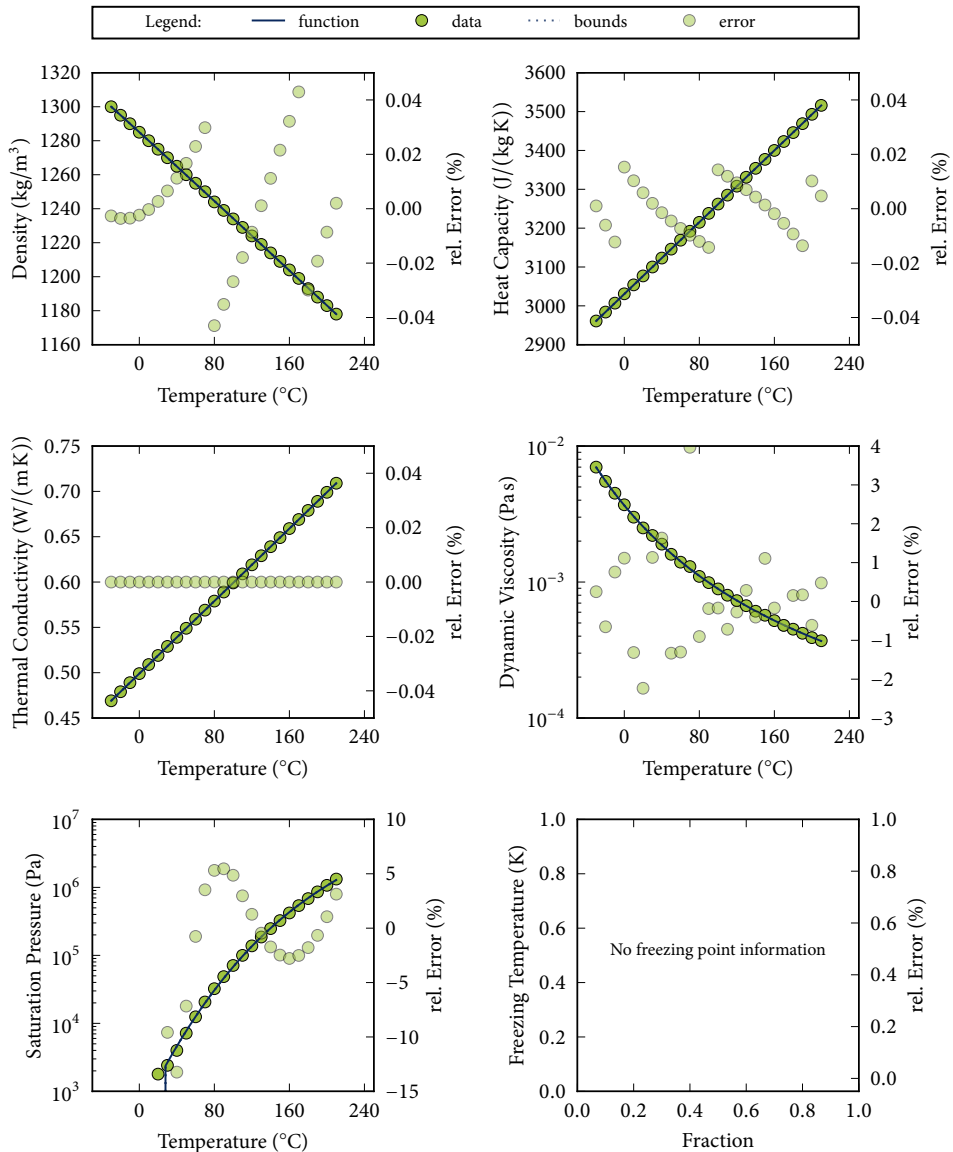 Legend: function data bounds error
1320
1300
1280
1260
1240
1220
1200
1180
1160
Density (kg/m³)
0.04
0.02
0.00
−0.02
−0.04
rel. Error (%)
0 80 160 240
Temperature (°C)
3600
3500
3400
3300
3200
3100
3000
2900
Heat Capacity (J/(kg K))
0.04
0.02
0.00
−0.02
−0.04
rel. Error (%)
0 80 160 240
Temperature (°C)
0.75
0.70
0.65
0.60
0.55
0.50
0.45
Thermal Conductivity (W/(m K))
0.04
0.02
0.00
−0.02
−0.04
rel. Error (%)
0 80 160 240
Temperature (°C)
10⁻²
10⁻³
10⁻⁴
Dynamic Viscosity (Pa s)
4
3
2
1
0
−1
−2
−3
rel. Error (%)
0 80 160 240
Temperature (°C)
10⁷
10⁶
10⁵
10⁴
10³
Saturation Pressure (Pa)
10
5
0
−5
−10
−15
rel. Error (%)
0 80 160 240
Temperature (°C)
1.0
0.8
0.6
0.4
0.2
0.0
Freezing Temperature (K)
No freezing point information
1.0
0.8
0.6
0.4
0.2
0.0
rel. Error (%)
0.0 0.2 0.4 0.6 0.8 1.0
Fraction